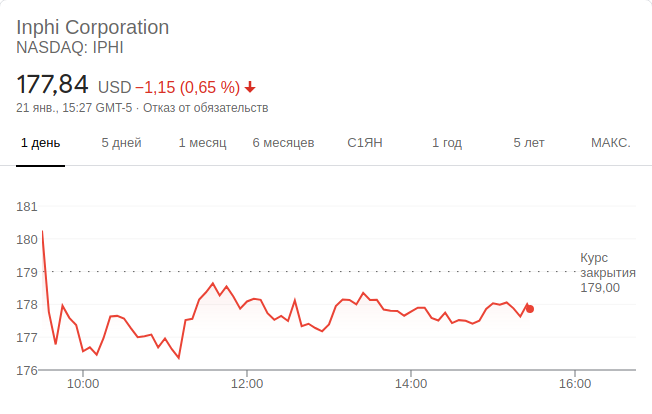 Inphi Corporation
NASDAQ: IPHI
177,84 USD −1,15 (0,65 %)
21 янв., 15:27 GMT-5 · Отказ от обязательств
1 день 5 дней 1 месяц 6 месяцев С1ЯН 1 год 5 лет МАКС.
181
180
179
178
177
176
Курс
закрытия
179,00
10:00 12:00 14:00 16:00